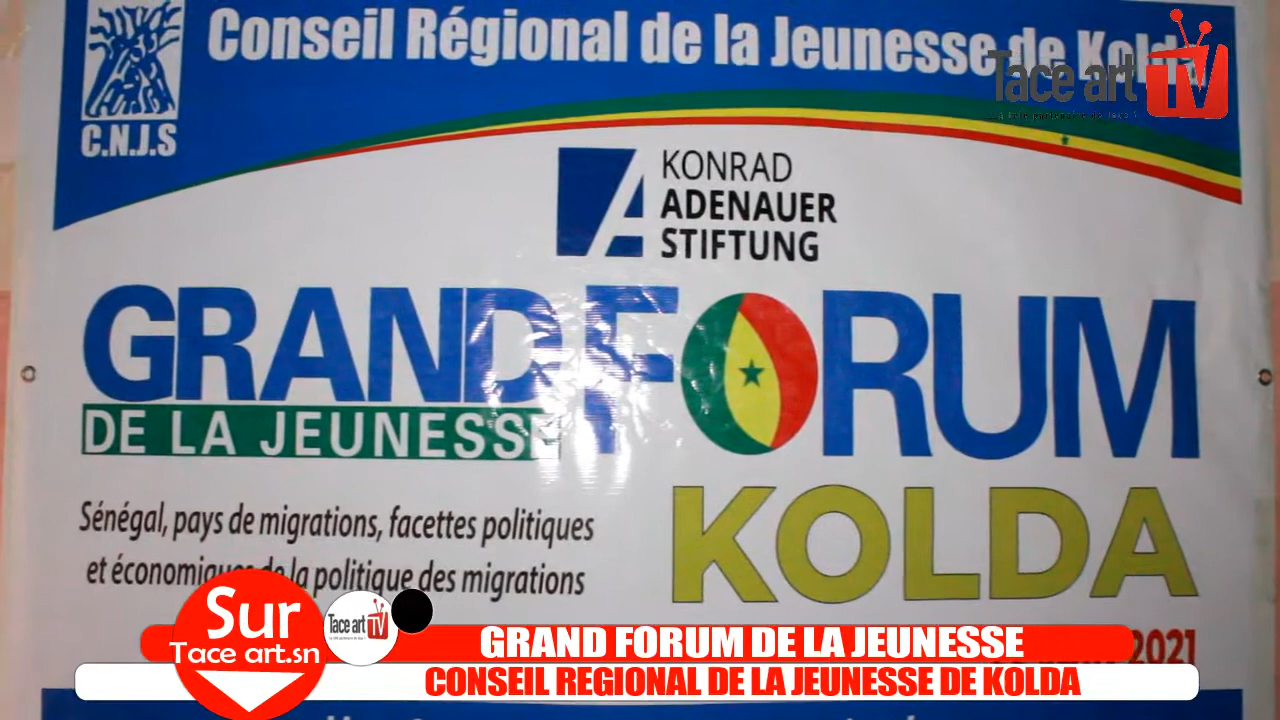 Conseil Régional de la Jeunesse de Kolda
C.N.J.S
Tace art TV
KONRAD
ADENAUER
STIFTUNG
GRAND FORUM
DE LA JEUNESSE
KOLDA
Sénégal, pays de migrations, facettes politiques
et économiques de la politique des migrations
2021
Sur
Tace art.sn
Tace art TV
GRAND FORUM DE LA JEUNESSE
CONSEIL REGIONAL DE LA JEUNESSE DE KOLDA